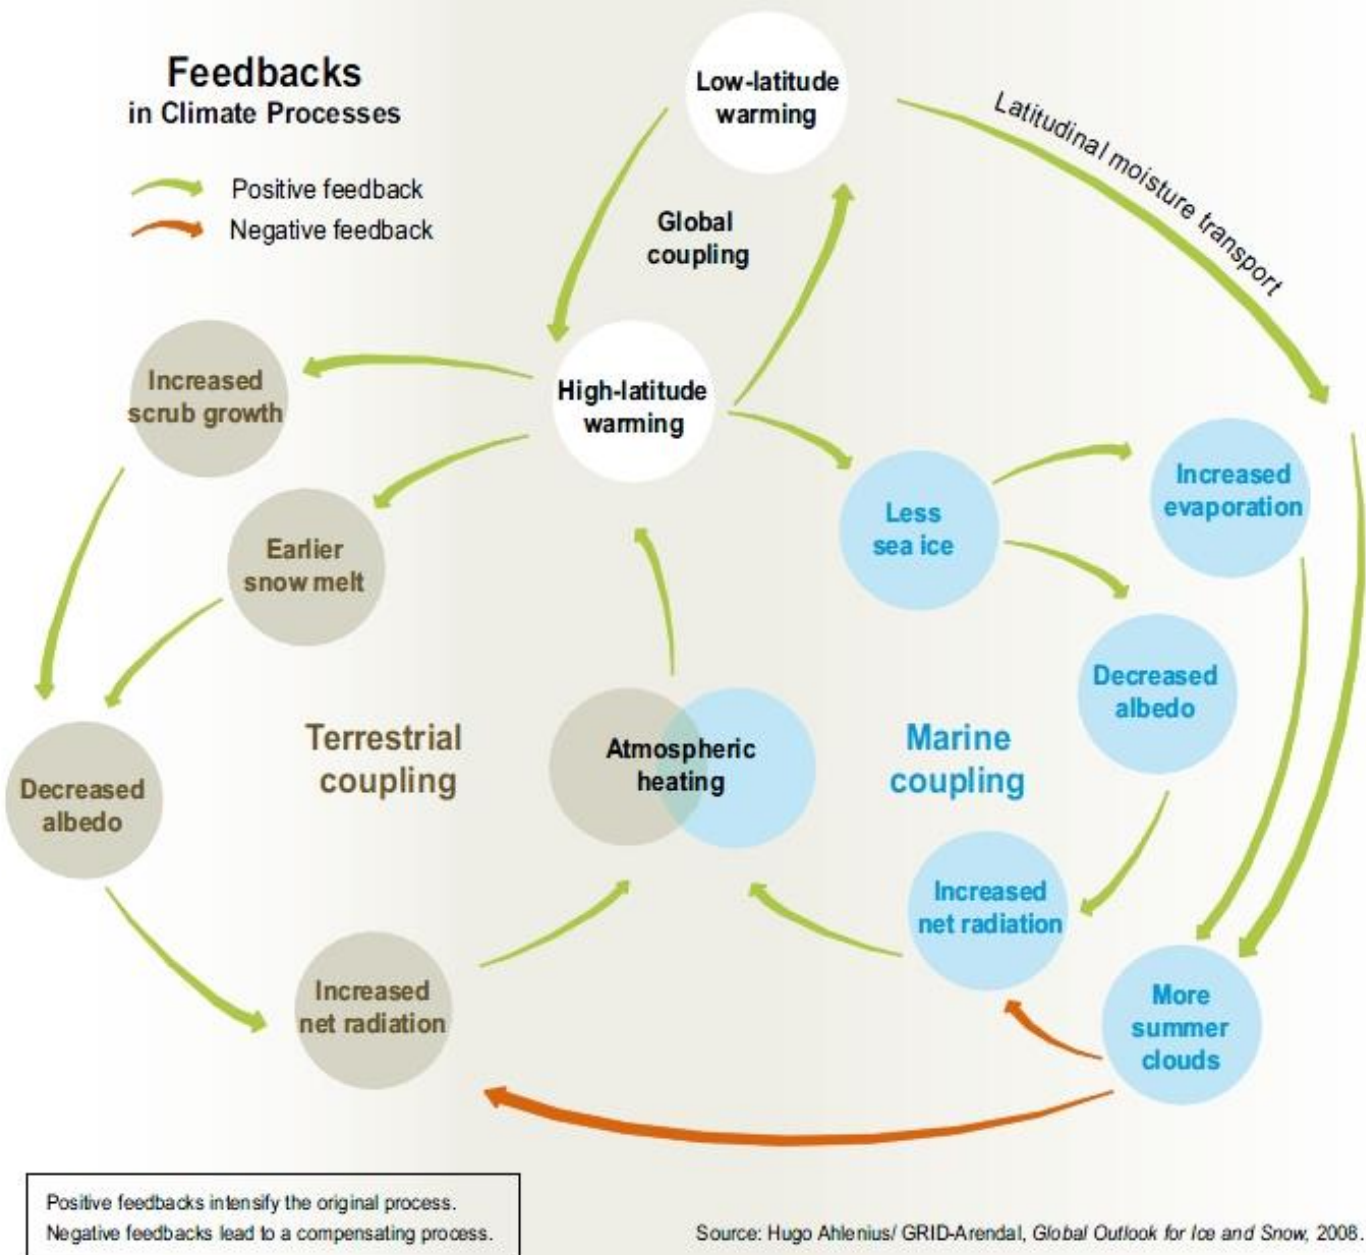 Feedbacks
in Climate Processes
Positive feedback
Negative feedback
Low-latitude
warming
Latitudinal moisture transport
Global
coupling
High-latitude
warming
Increased
scrub growth
Earlier
snow melt
Less
sea ice
Increased
evaporation
Decreased
albedo
Terrestrial
coupling
Atmospheric
heating
Marine
coupling
Decreased
albedo
Increased
net radiation
Increased
net radiation
More
summer
clouds
Positive feedbacks intensify the original process.
Negative feedbacks lead to a compensating process.
Source: Hugo Ahlenius/ GRID-Arendal, Global Outlook for Ice and Snow, 2008.